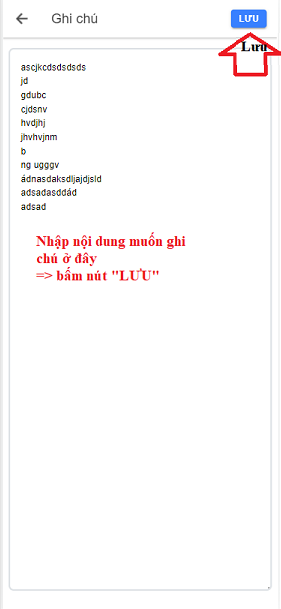 Ghi chú
LƯU
Lưu
ascjkcdsdsdsds
jd
gdubc
cjdsnv
hvdjhj
jhvhvjnm
b
ng ugggv
ádnasdaksdljajdjsld
adsadasddád
adsad
Nhập nội dung muốn ghi
chú ở đây
=> bấm nút "LƯU"